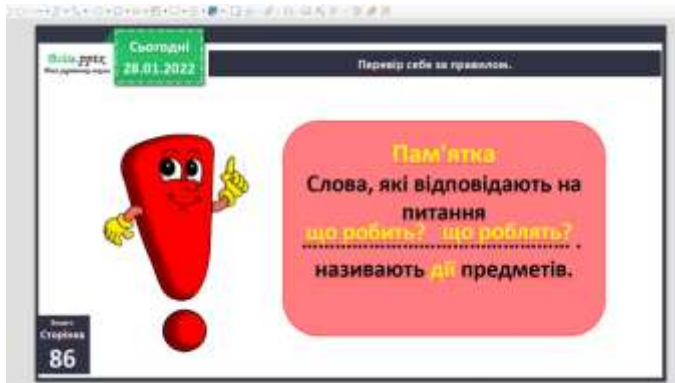 Сьогодні
28.01.2022
Перевір себе за правилом.
Пам'ятка
Слова, які відповідають на
питання
що робить? що роблять?
називають дії предметів.
Сторінка
86